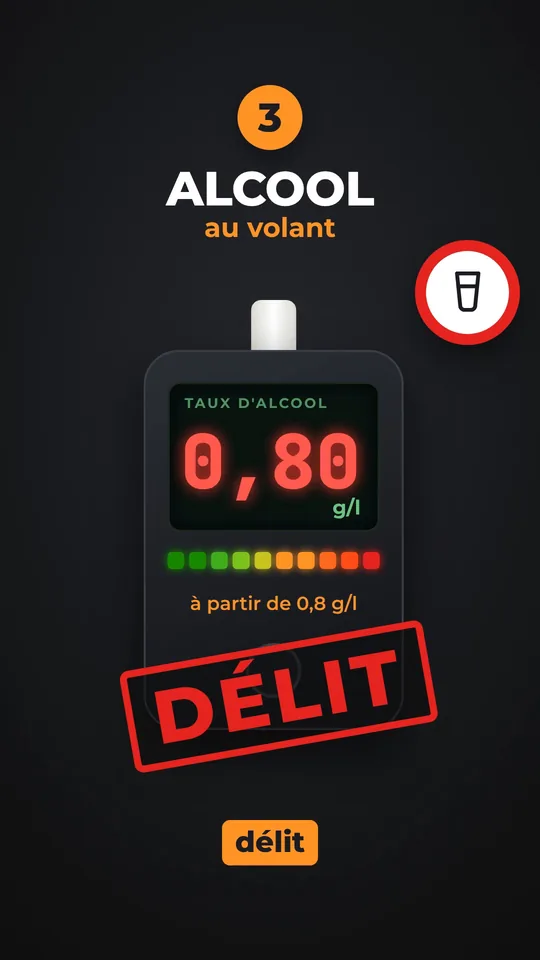 3
ALCOOL
au volant
TAUX D'ALCOOL
0,80
g/l
à partir de 0,8 g/l
DÉLIT
délit